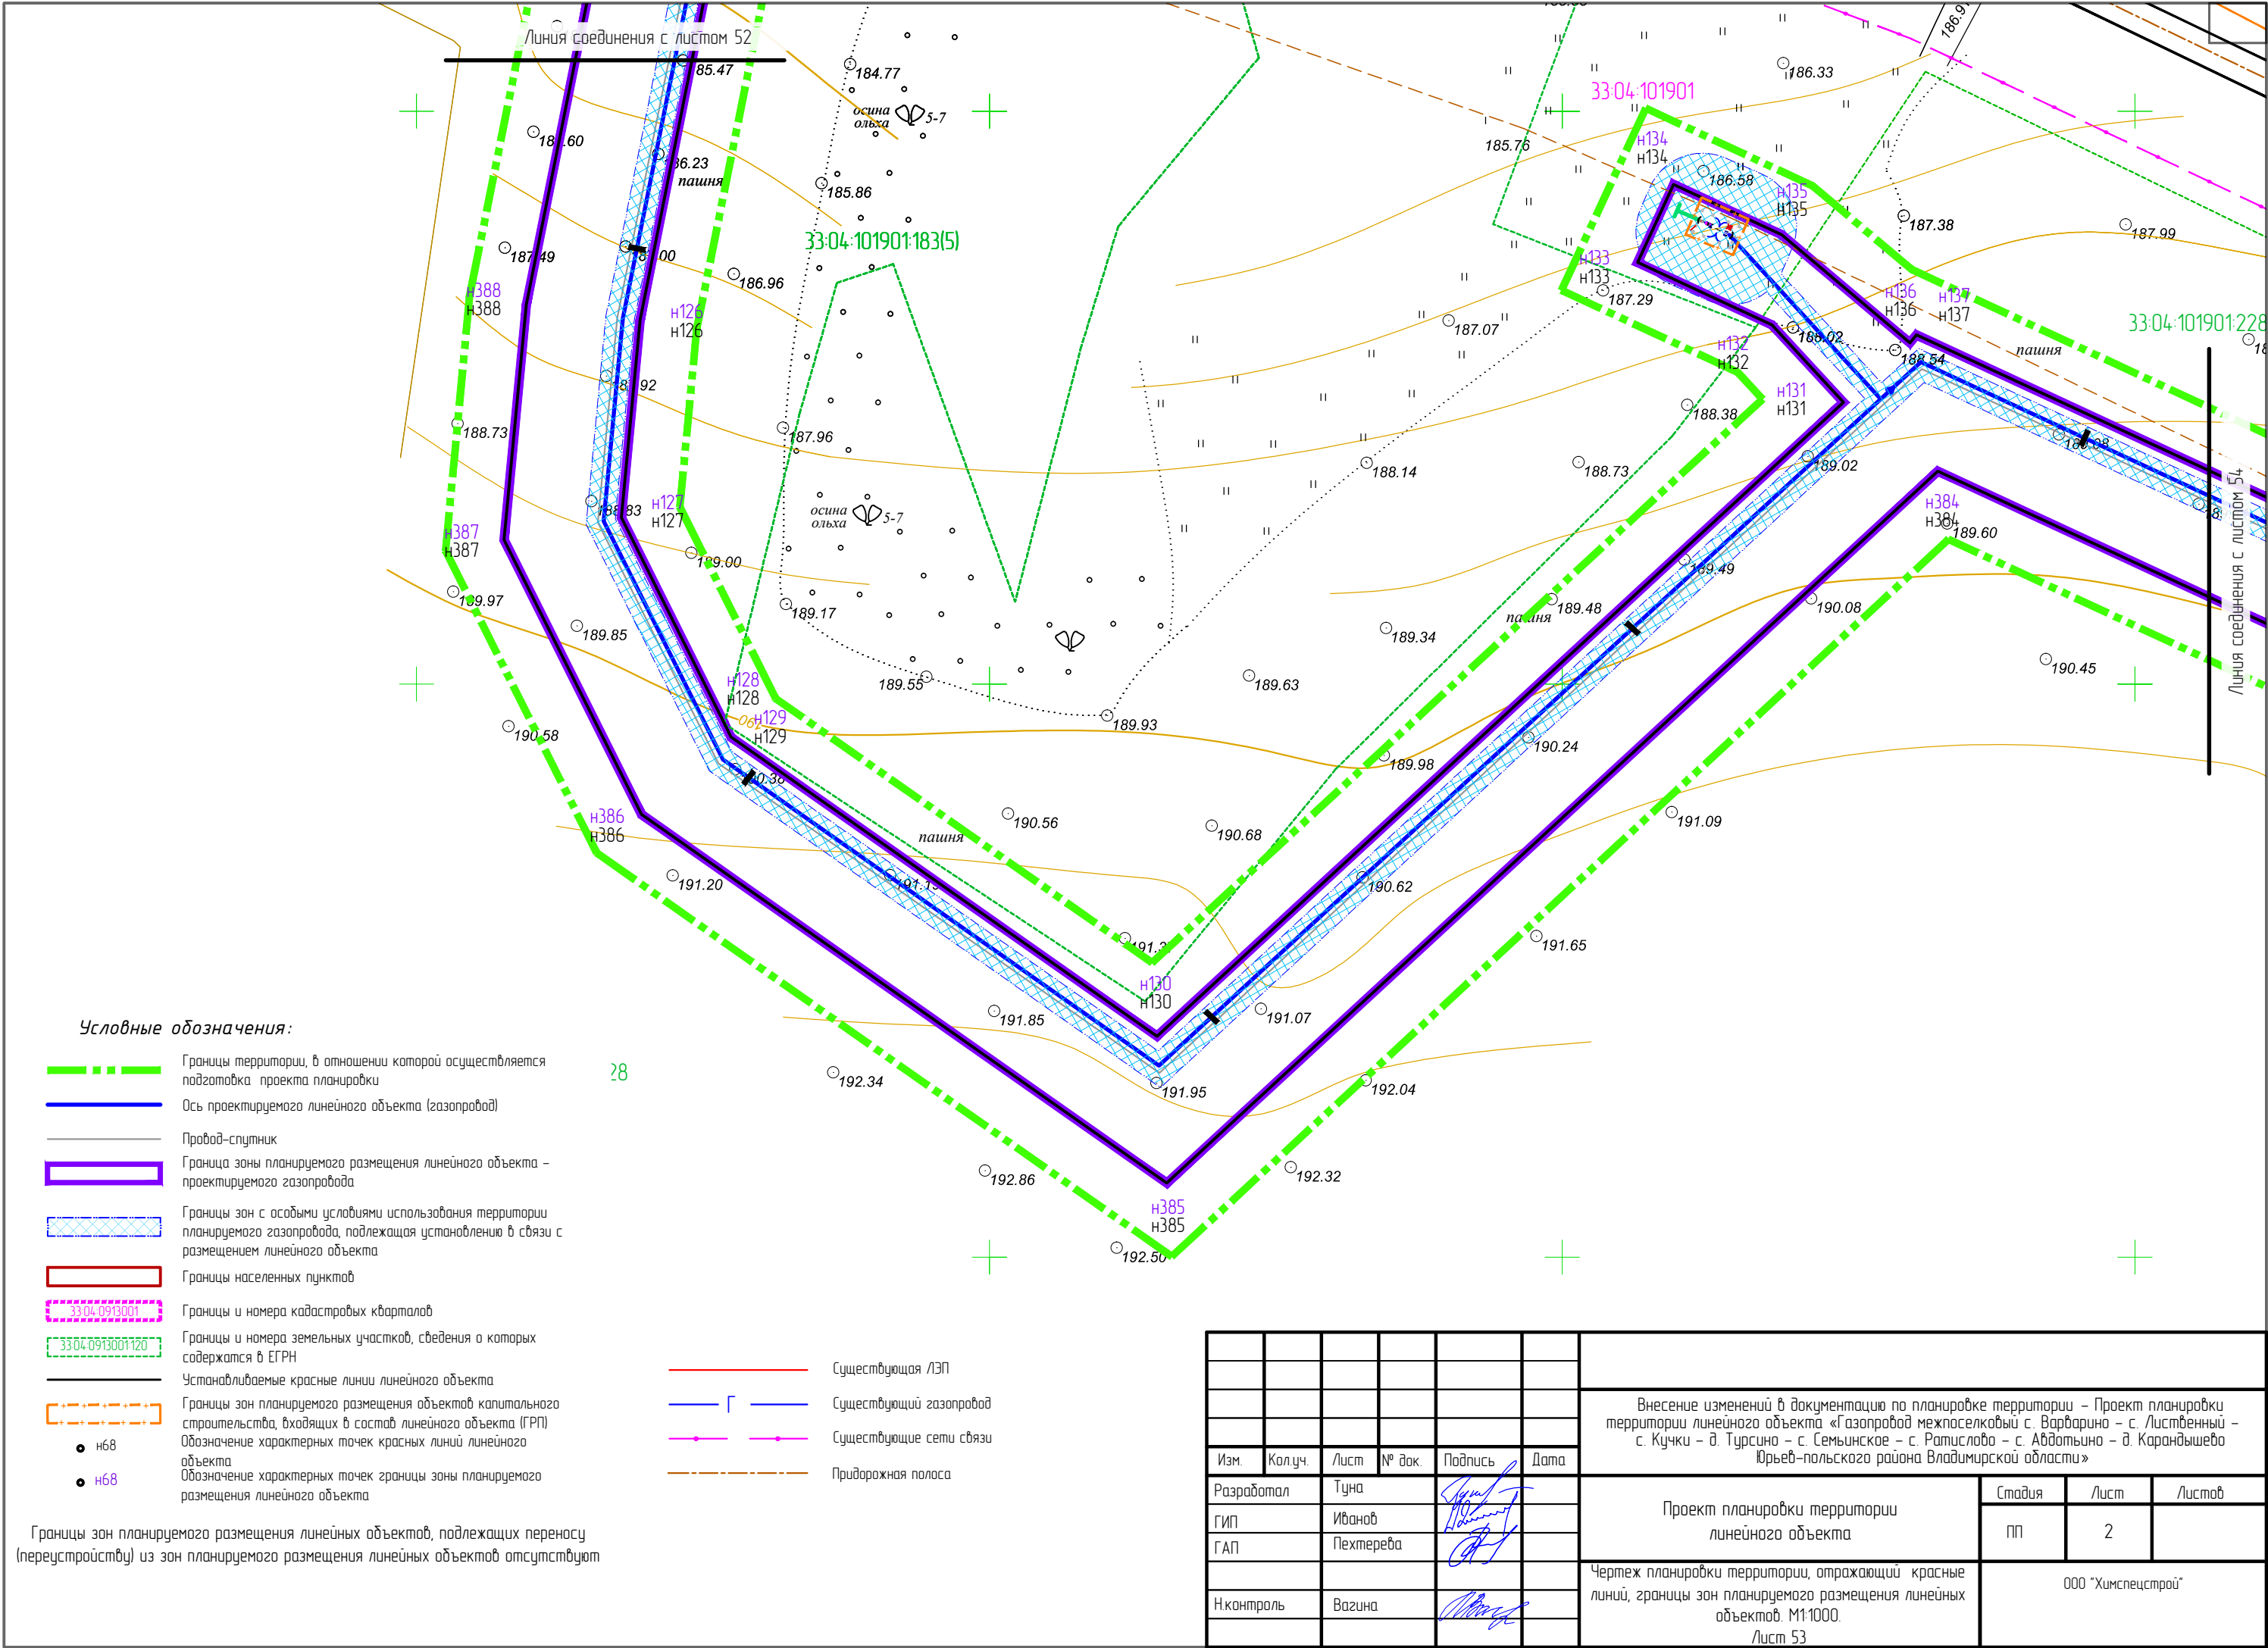 Линия соединения с листом 52
85.47
184.77
186.33
186.9
33:04:101901
осина
ольха
5-7
36.23
пашня
185.86
185.76
н134
н134
186.58
н135
н135
187.38
187.99
33:04:101901:183(5)
187.49
186.96
н388
н388
н126
н126
н133
н133
187.29
187.07
н136
н136
н137
н137
33:04:101901:228
188.02
188.54
пашня
н132
н132
н131
н131
188.73
187.96
188.38
188.14
188.73
189.02
осина
ольха
5-7
н127
н127
н387
н387
н384
н384
189.60
Линия соединения с листом 54
189.00
189.97
189.17
189.85
189.49
189.48
пашня
190.08
189.34
190.45
189.55
189.63
н128
н128
н129
н129
190
190.58
189.93
190.24
189.98
190.38
н386
н386
190.56
190.68
191.09
пашня
191.20
190.62
191.65
н130
н130
191.85
191.07
28
192.34
191.95
192.04
192.86
192.32
н385
н385
192.50
Условные обозначения:
Границы территории, в отношении которой осуществляется
подготовка проекта планировки
Ось проектируемого линейного объекта (газопровод)
Провод-спутник
Граница зоны планируемого размещения линейного объекта –
проектируемого газопровода
Границы зон с особыми условиями использования территории
планируемого газопровода, подлежащая установлению в связи с
размещением линейного объекта
Границы населенных пунктов
33:04:0913001
Границы и номера кадастровых кварталов
33:04:0913001:120
Границы и номера земельных участков, сведения о которых
содержатся в ЕГРН
Устанавливаемые красные линии линейного объекта
Границы зон планируемого размещения объектов капитального
строительства, входящих в состав линейного объекта (ГРП)
н68
Обозначение характерных точек красных линий линейного
объекта
н68
Обозначение характерных точек границы зоны планируемого
размещения линейного объекта
Существующая ЛЭП
Г
Существующий газопровод
Существующие сети связи
Придорожная полоса
Границы зон планируемого размещения линейных объектов, подлежащих переносу
(переустройству) из зон планируемого размещения линейных объектов отсутствуют
Внесение изменений в документацию по планировке территории – Проект планировки
территории линейного объекта «Газопровод межпоселковый с. Варварино – с. Лиственный –
с. Кучки – д. Турсино – с. Семьинское – с. Ратислово – с. Авдотьино – д. Карандышево
Юрьев-польского района Владимирской области»
Изм. Кол.уч. Лист № док. Подпись Дата
Разработал Туна
ГИП Иванов
ГАП Пехтерева
Н.контроль Вагина
Проект планировки территории
линейного объекта
Стадия Лист Листов
ПП 2
Чертеж планировки территории, отражающий красные
линий, границы зон планируемого размещения линейных
объектов. М1:1000.
Лист 53
ООО "Химспецстрой"